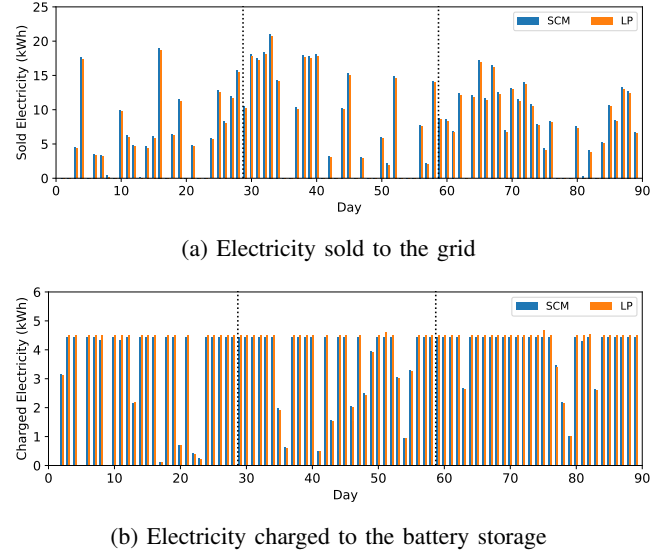 25
20
15
10
5
0
Sold Electricity (kWh)
SCM LP
0 10 20 30 40 50 60 70 80 90
Day
(a) Electricity sold to the grid
6
5
4
3
2
1
0
Charged Electricity (kWh)
SCM LP
0 10 20 30 40 50 60 70 80 90
Day
(b) Electricity charged to the battery storage